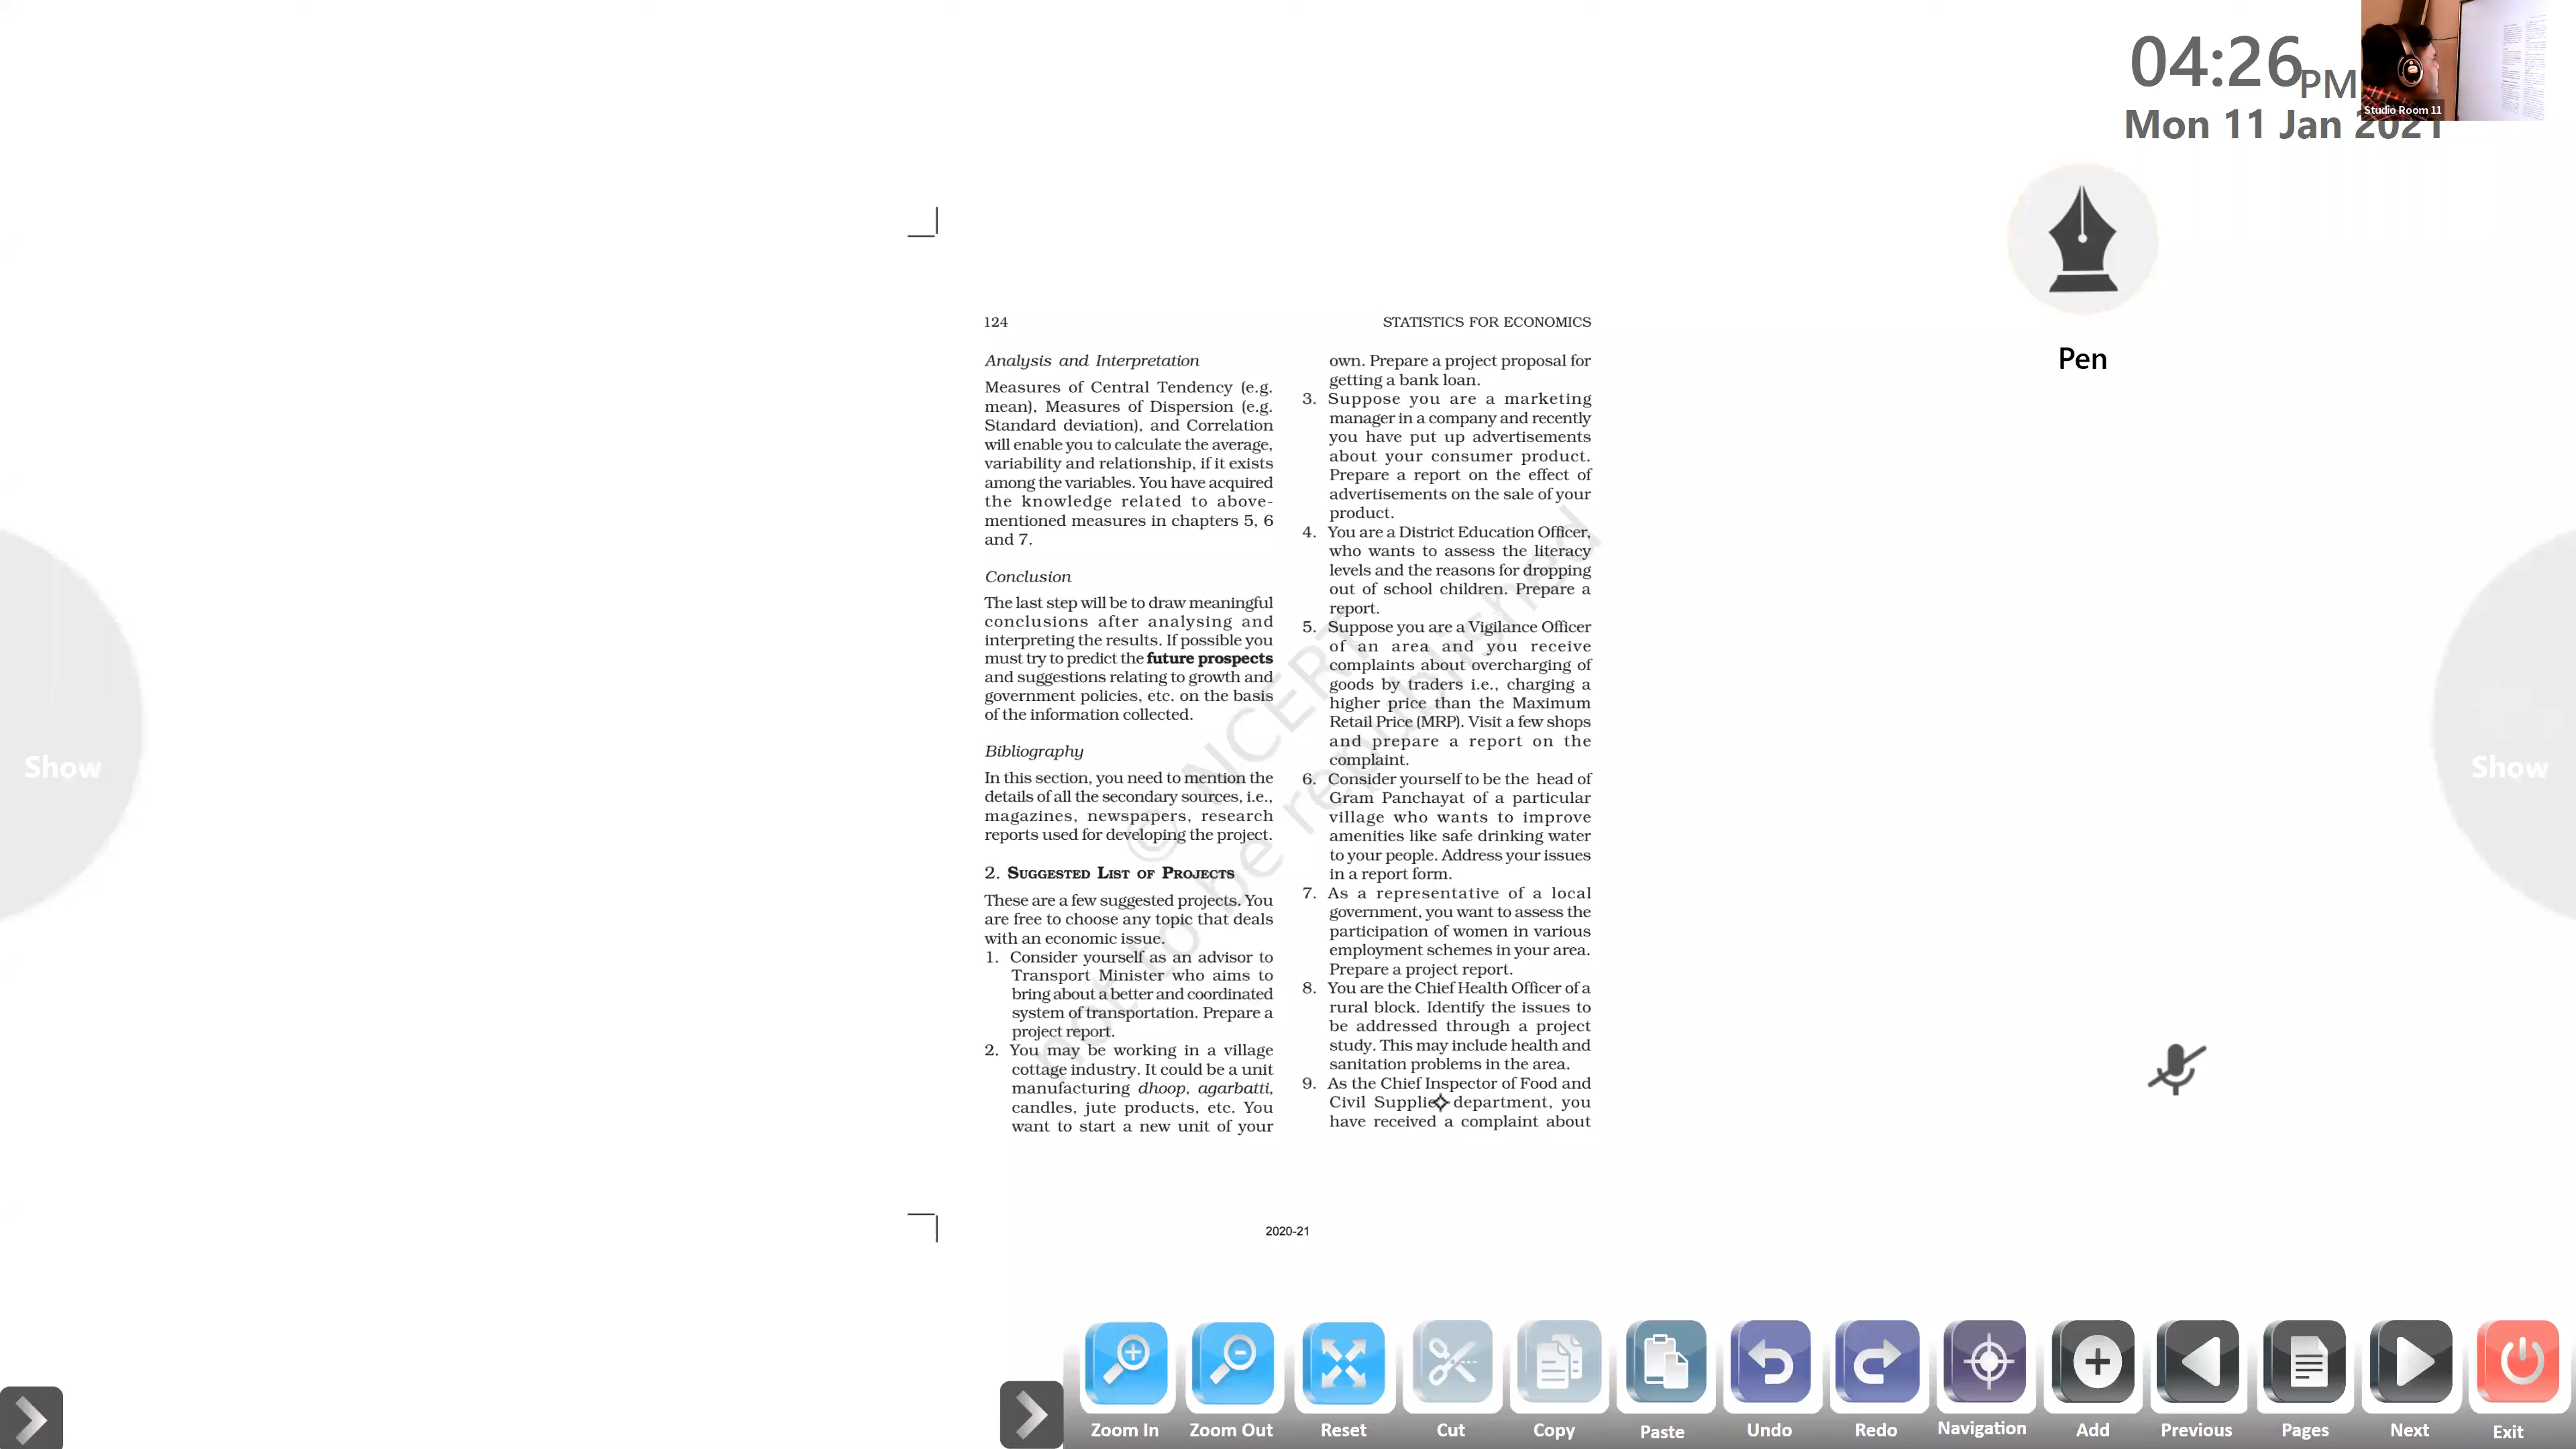 04:26PM
Mon 11 Jan 2021
Studio Room 11
Pen
124
STATISTICS FOR ECONOMICS
Analysis and Interpretation
Measures of Central Tendency (e.g.
mean), Measures of Dispersion (e.g.
Standard deviation), and Correlation
will enable you to calculate the average,
variability and relationship, if it exists
among the variables. You have acquired
the knowledge related to above-
mentioned measures in chapters 5, 6
and 7.
Conclusion
The last step will be to draw meaningful
conclusions after analysing and
interpreting the results. If possible you
must try to predict the future prospects
and suggestions relating to growth and
government policies, etc. on the basis
of the information collected.
Bibliography
In this section, you need to mention the
details of all the secondary sources, i.e.,
magazines, newspapers, research
reports used for developing the project.
2. SUGGESTED LIST OF PROJECTS
These are a few suggested projects. You
are free to choose any topic that deals
with an economic issue.
1. Consider yourself as an advisor to
Transport Minister who aims to
bring about a better and coordinated
system of transportation. Prepare a
project report.
2. You may be working in a village
cottage industry. It could be a unit
manufacturing dhoop, agarbatti,
candles, jute products, etc. You
want to start a new unit of your
own. Prepare a project proposal for
getting a bank loan.
3. Suppose you are a marketing
manager in a company and recently
you have put up advertisements
about your consumer product.
Prepare a report on the effect of
advertisements on the sale of your
product.
4. You are a District Education Officer,
who wants to assess the literacy
levels and the reasons for dropping
out of school children. Prepare a
report.
5. Suppose you are a Vigilance Officer
of an area and you receive
complaints about overcharging of
goods by traders i.e., charging a
higher price than the Maximum
Retail Price (MRP). Visit a few shops
and prepare a report on the
complaint.
6. Consider yourself to be the head of
Gram Panchayat of a particular
village who wants to improve
amenities like safe drinking water
to your people. Address your issues
in a report form.
7. As a representative of a local
government, you want to assess the
participation of women in various
employment schemes in your area.
Prepare a project report.
8. You are the Chief Health Officer of a
rural block. Identify the issues to
be addressed through a project
study. This may include health and
sanitation problems in the area.
9. As the Chief Inspector of Food and
Civil Supplies department, you
have received a complaint about
© NCERT
not to be republished
2020-21
Show
Show
Zoom In Zoom Out Reset Cut Copy Paste Undo Redo Navigation Add Previous Pages Next Exit